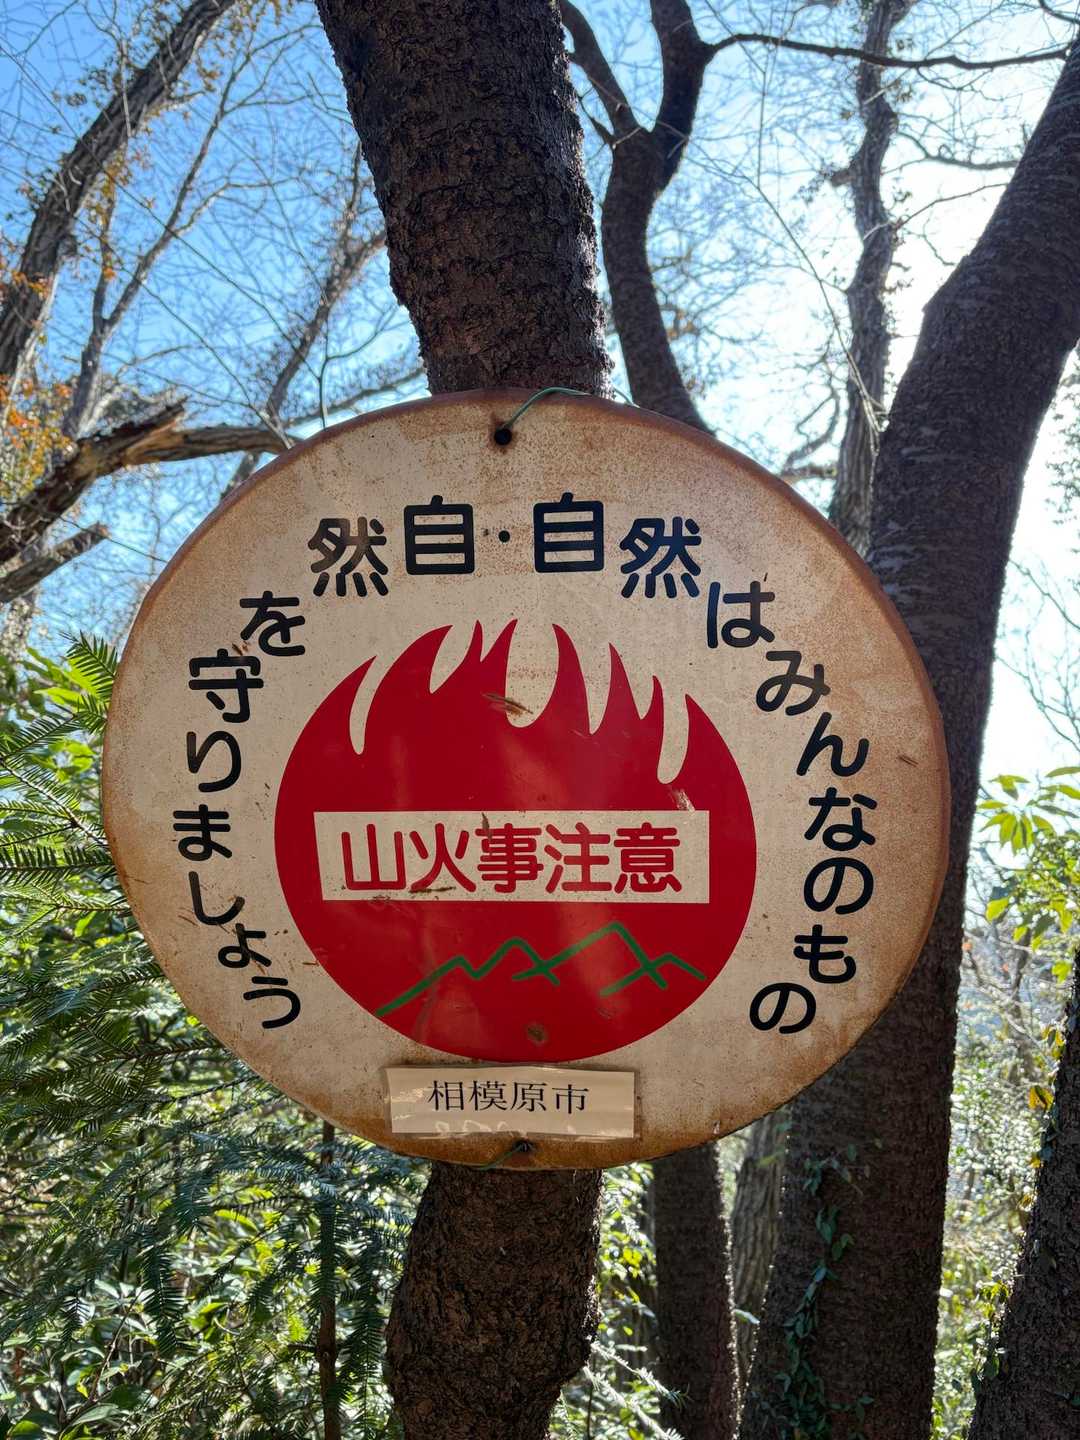 自然を守りましょう・自然はみんなのもの
山火事注意
相模原市